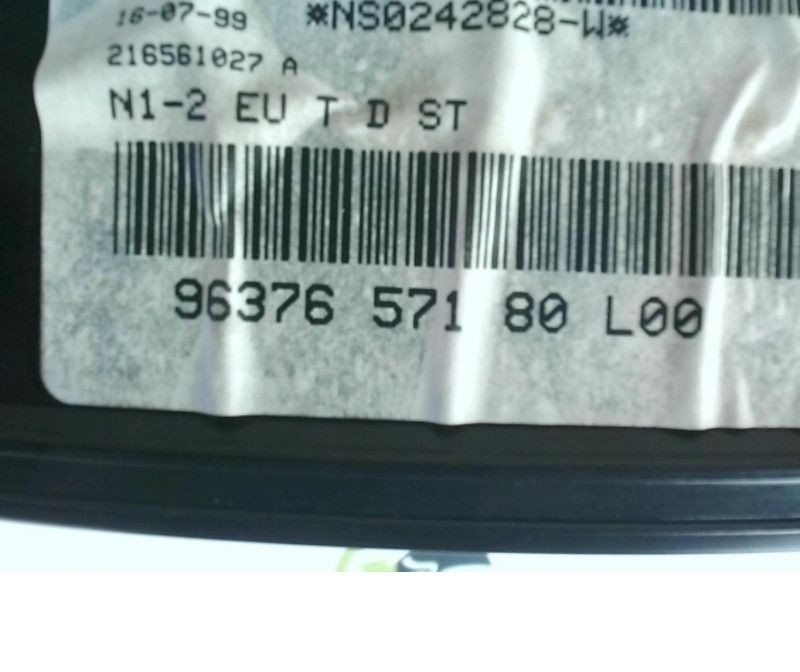 16-07-99 *NS0242828-W*
216561027 A
N1-2 EU T D ST
96376 571 80 L00